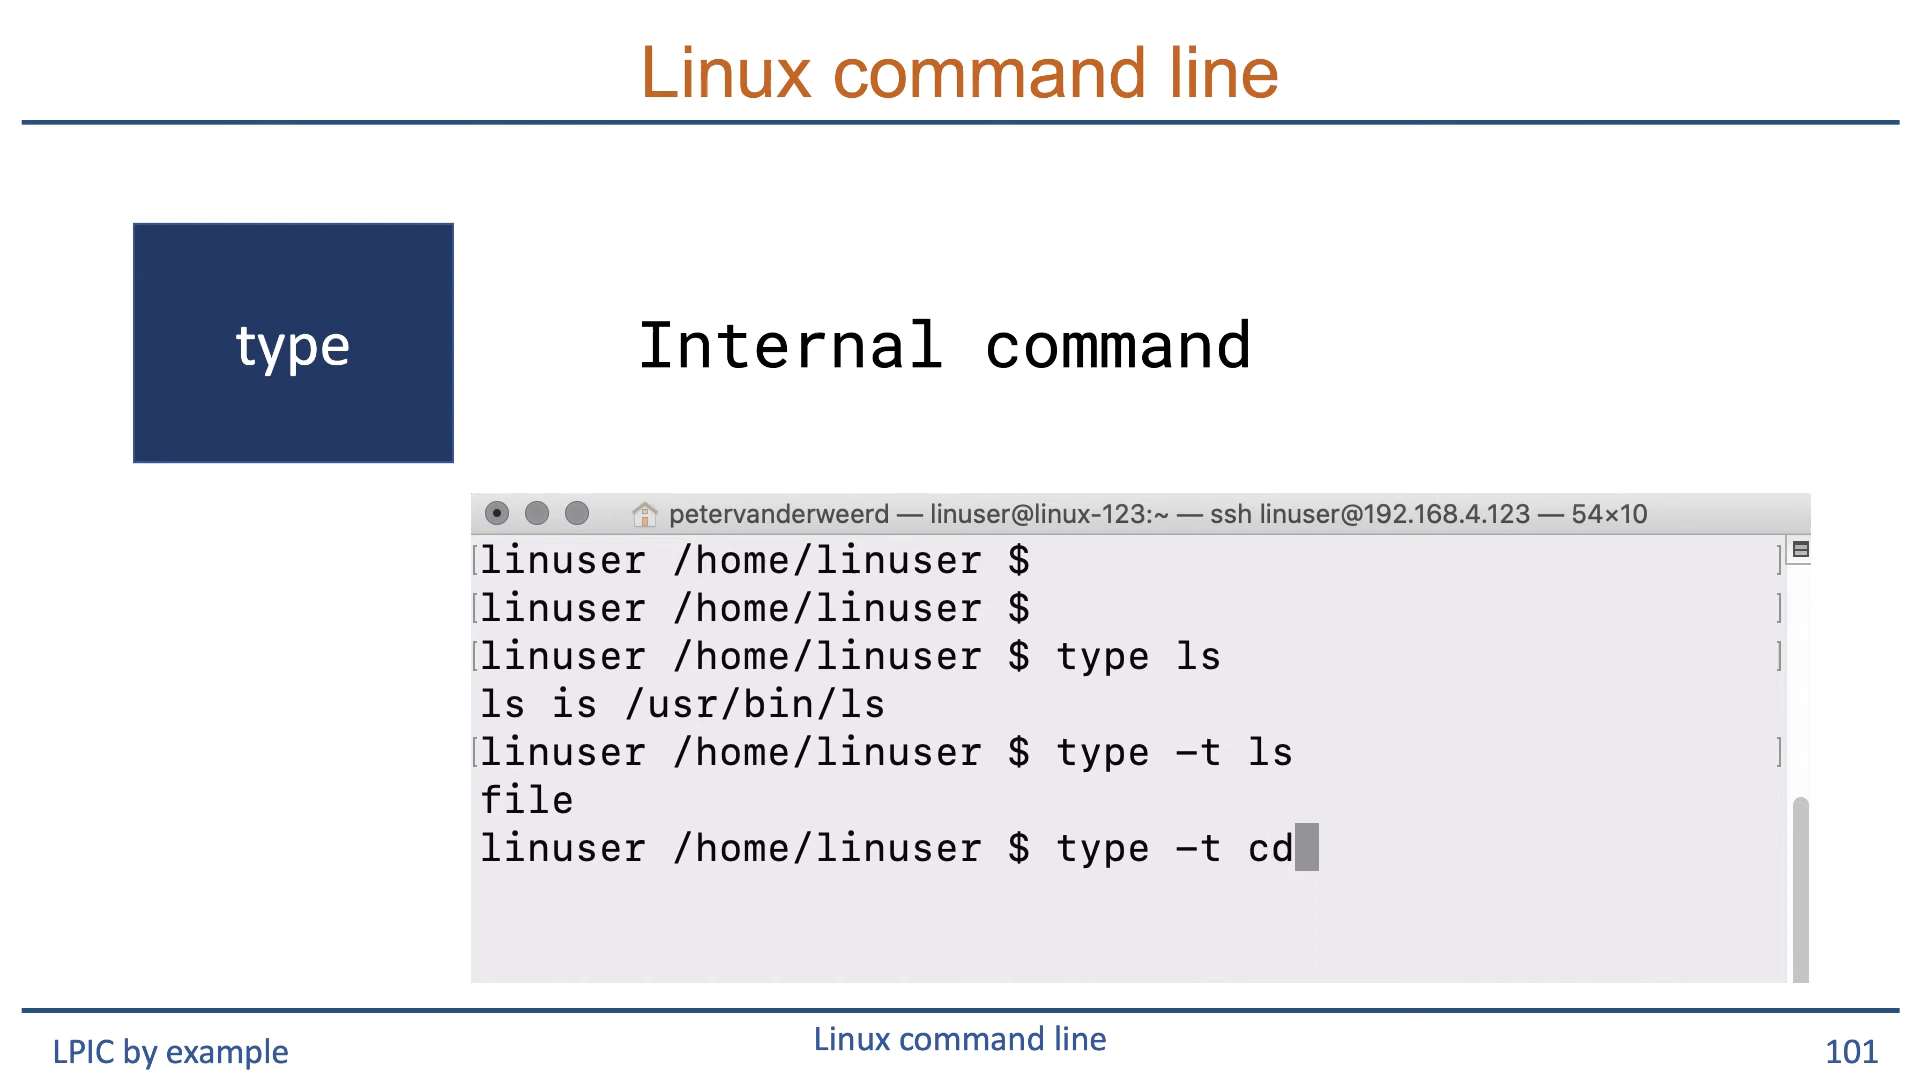 Linux command line
type
Internal command
petervanderweerd — linuser@linux-123:~ — ssh linuser@192.168.4.123 — 54×10
[linuser /home/linuser $ ]
[linuser /home/linuser $ ]
[linuser /home/linuser $ type ls ]
ls is /usr/bin/ls
[linuser /home/linuser $ type -t ls ]
file
linuser /home/linuser $ type -t cd
LPIC by example
Linux command line
101